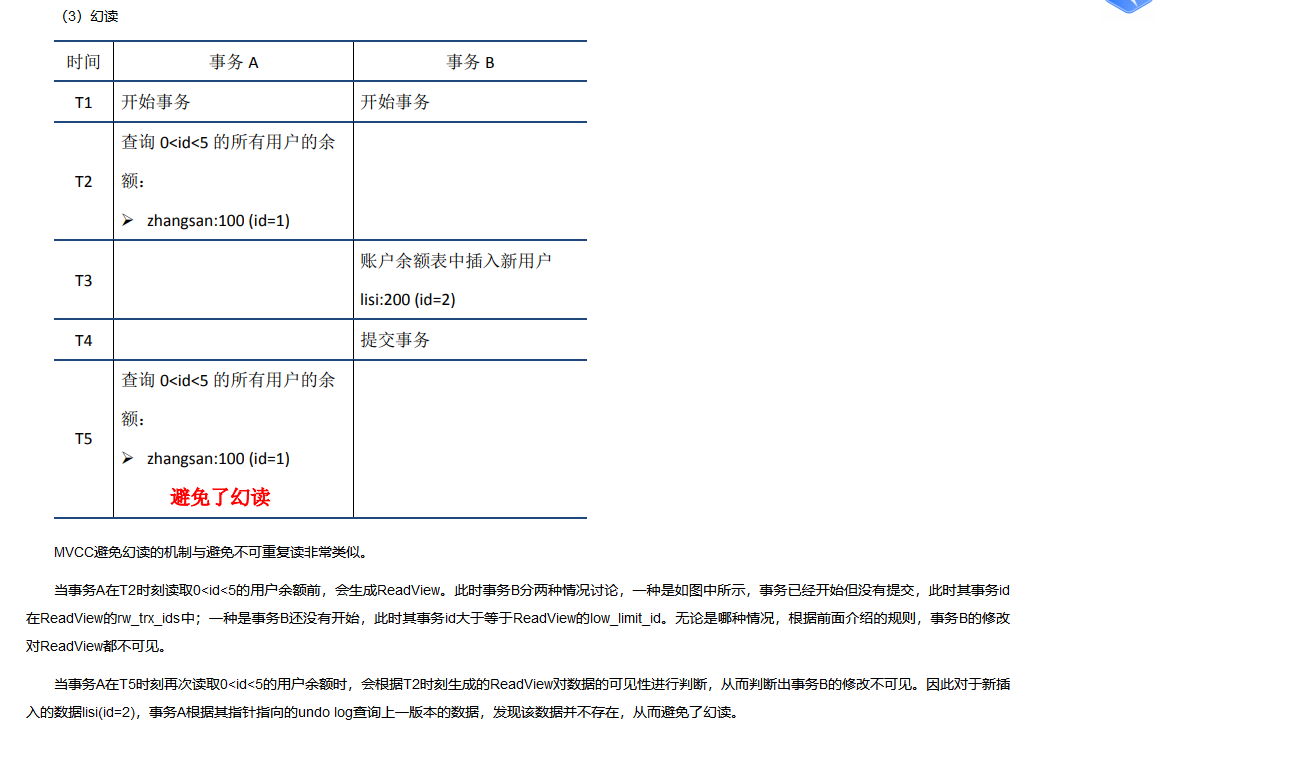 （3）幻读
时间 事务 A 事务 B
T1 开始事务 开始事务
查询 0<id<5 的所有用户的余
T2 额：
➢ zhangsan:100 (id=1)
账户余额表中插入新用户
T3
lisi:200 (id=2)
T4 提交事务
查询 0<id<5 的所有用户的余
额：
T5
➢ zhangsan:100 (id=1)
避免了幻读
MVCC避免幻读的机制与避免不可重复读非常类似。
当事务A在T2时刻读取0<id<5的用户余额前，会生成ReadView。此时事务B分两种情况讨论，一种是如图中所示，事务已经开始但没有提交，此时其事务id
在ReadView的rw_trx_ids中；一种是事务B还没有开始，此时其事务id大于等于ReadView的low_limit_id。无论是哪种情况，根据前面介绍的规则，事务B的修改
对ReadView都不可见。
当事务A在T5时刻再次读取0<id<5的用户余额时，会根据T2时刻生成的ReadView对数据的可见性进行判断，从而判断出事务B的修改不可见。因此对于新插
入的数据lisi(id=2)，事务A根据其指针指向的undo log查询上一版本的数据，发现该数据并不存在，从而避免了幻读。